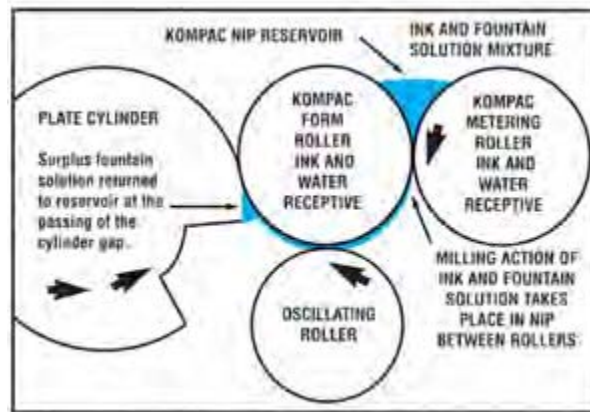 KOMPAC NIP RESERVOIR
INK AND FOUNTAIN
SOLUTION MIXTURE
PLATE CYLINDER
Surplus fountain
solution returned
to reservoir at the
passing of the
cylinder gap.
KOMPAC
FORM
ROLLER
INK AND
WATER
RECEPTIVE
KOMPAC
METERING
ROLLER
INK AND
WATER
RECEPTIVE
MILLING ACTION OF
INK AND FOUNTAIN
SOLUTION TAKES
PLACE IN NIP
BETWEEN ROLLERS
OSCILLATING
ROLLER